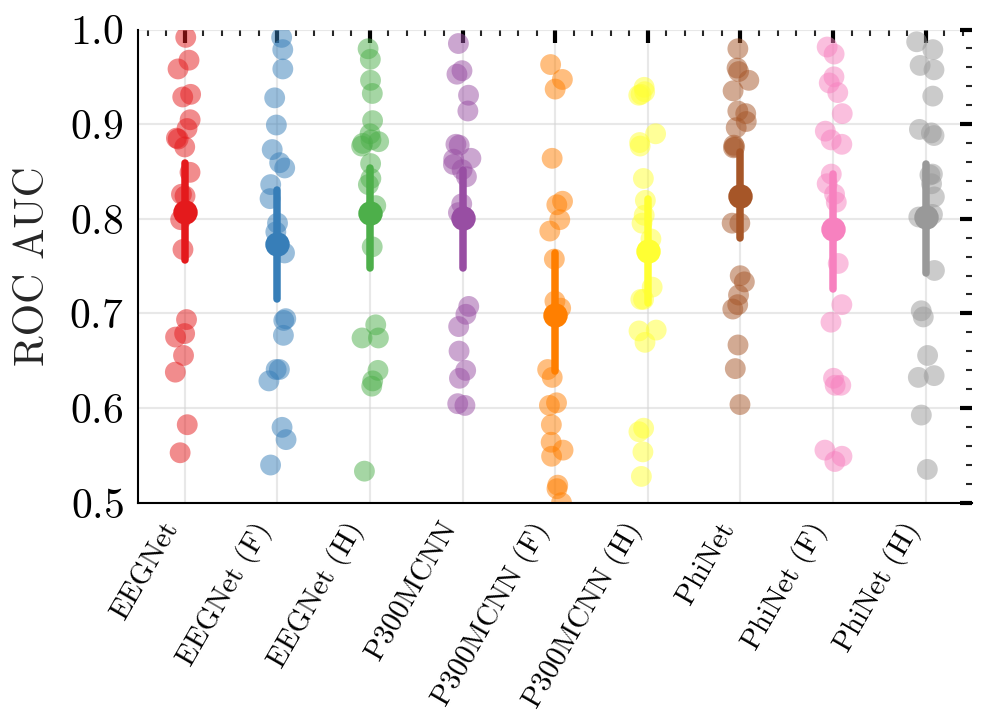 ROC AUC
1.0
0.9
0.8
0.7
0.6
0.5
EEGNet
EEGNet (F)
EEGNet (H)
P300MCNN
P300MCNN (F)
P300MCNN (H)
PhiNet
PhiNet (F)
PhiNet (H)